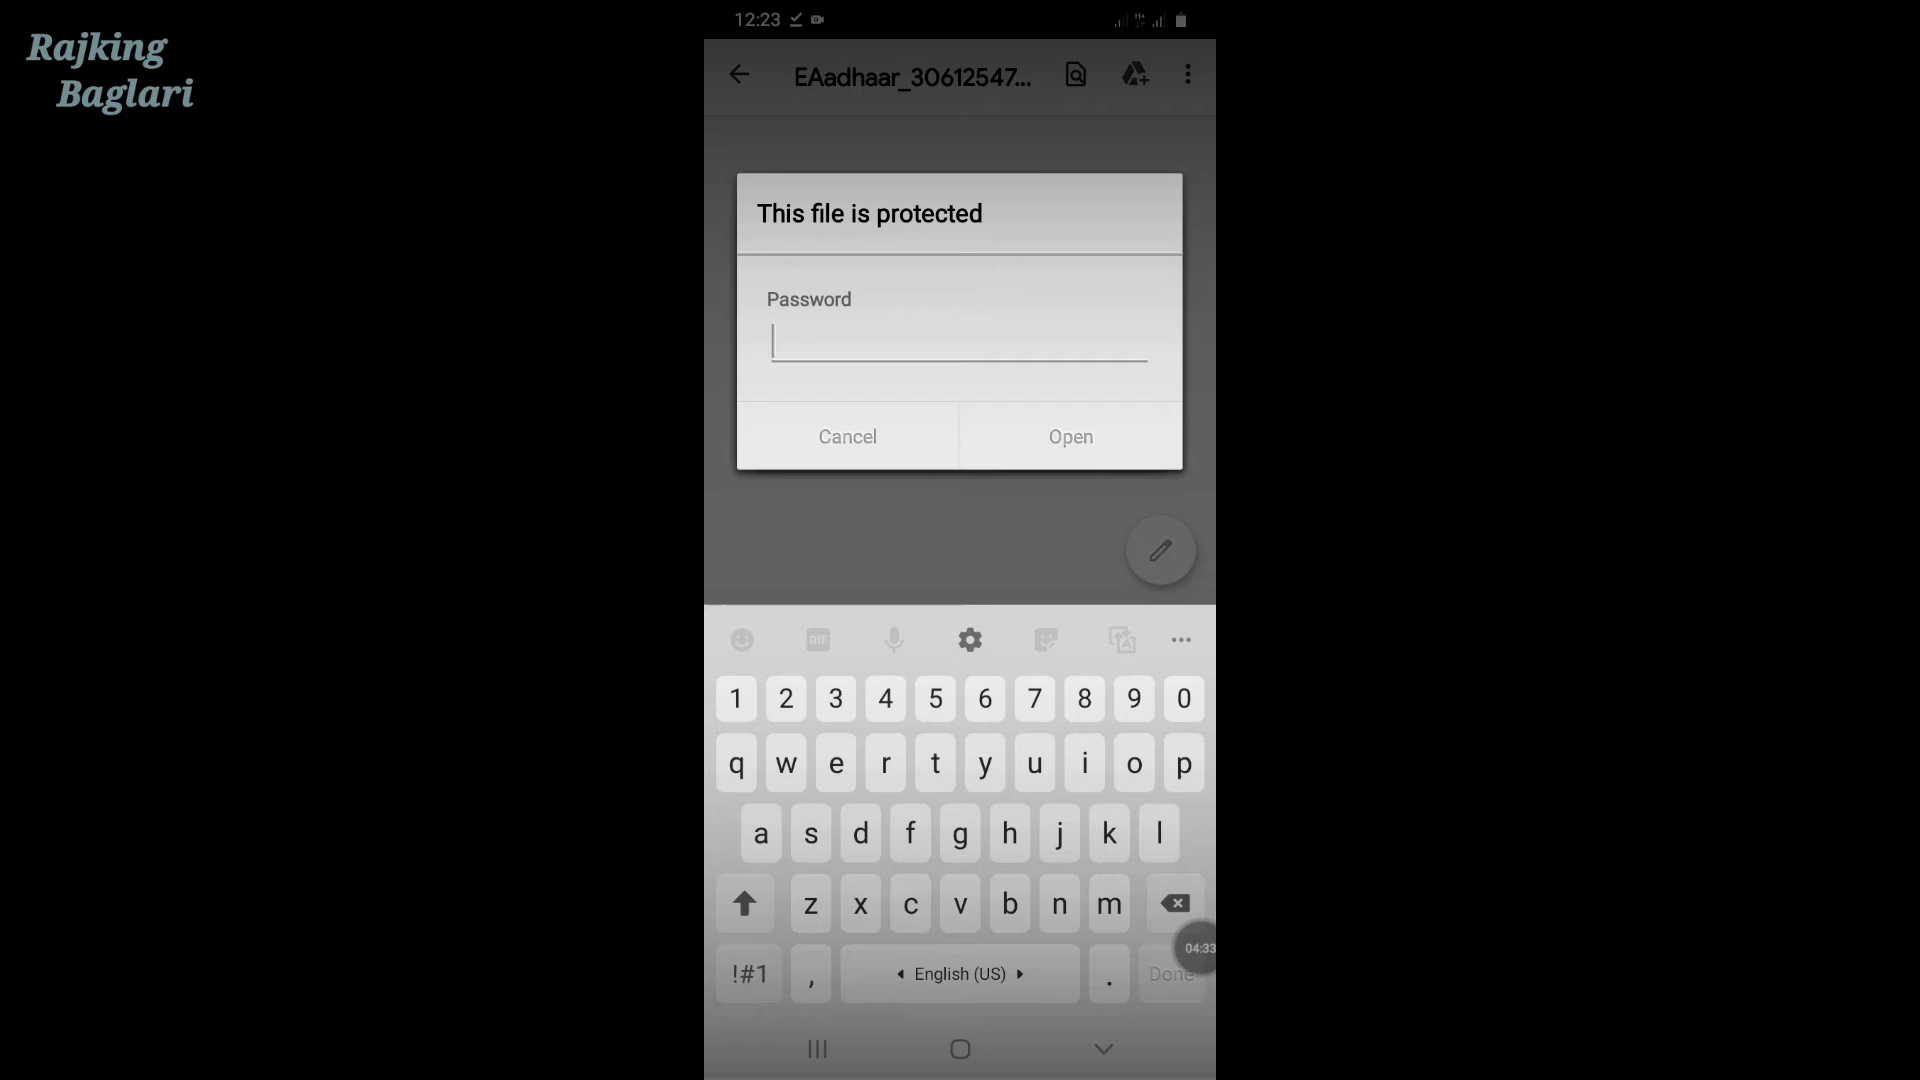 Rajking
Baglari
12:23
EAadhaar_30612547...
This file is protected
Password
Cancel
Open
GIF
1 2 3 4 5 6 7 8 9 0
q w e r t y u i o p
a s d f g h j k l
z x c v b n m
04:33
!#1 , English (US) . Done